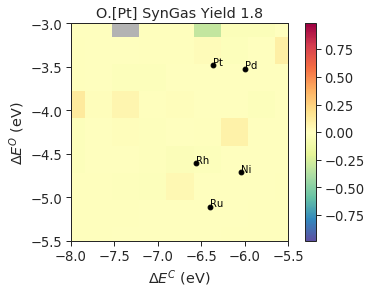 O.[Pt] SynGas Yield 1.8
−3.0
−3.5
−4.0
−4.5
−5.0
−5.5
ΔE^O (eV)
Pt
Pd
Rh
Ni
Ru
−8.0 −7.5 −7.0 −6.5 −6.0 −5.5
ΔE^C (eV)
0.75
0.50
0.25
0.00
−0.25
−0.50
−0.75